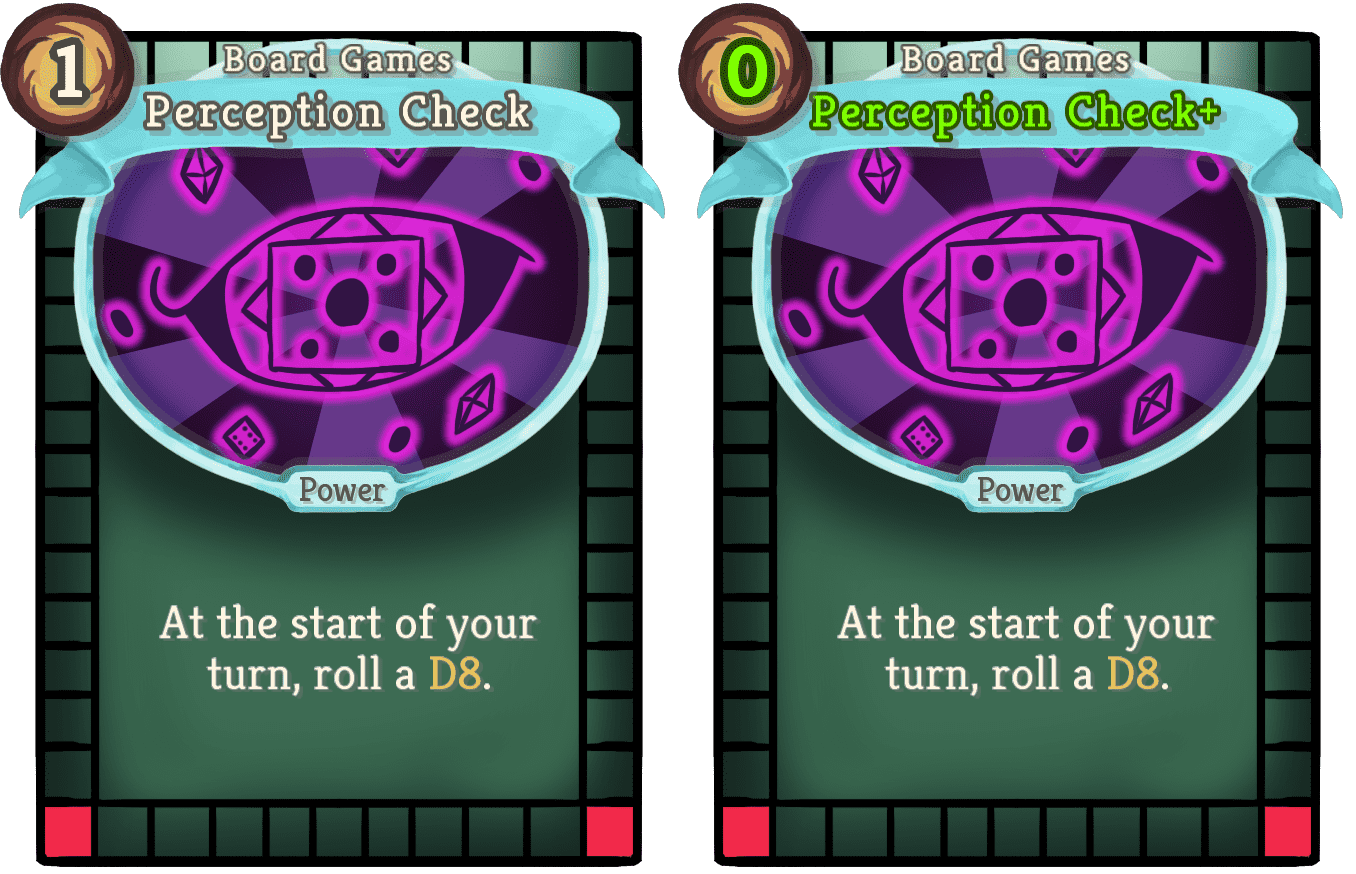 1
Board Games
Perception Check
Power
At the start of your
turn, roll a D8.
0
Board Games
Perception Check+
Power
At the start of your
turn, roll a D8.